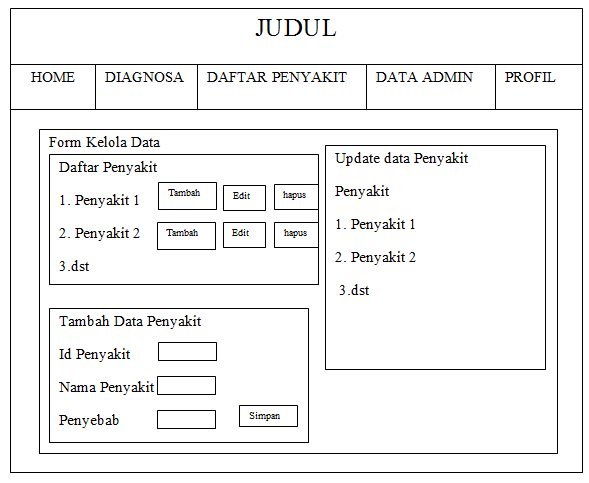 JUDUL
HOME DIAGNOSA DAFTAR PENYAKIT DATA ADMIN PROFIL
Form Kelola Data
Daftar Penyakit
1. Penyakit 1 Tambah Edit hapus
2. Penyakit 2 Tambah Edit hapus
3.dst
Update data Penyakit
Penyakit
1. Penyakit 1
2. Penyakit 2
3.dst
Tambah Data Penyakit
Id Penyakit
Nama Penyakit
Penyebab Simpan